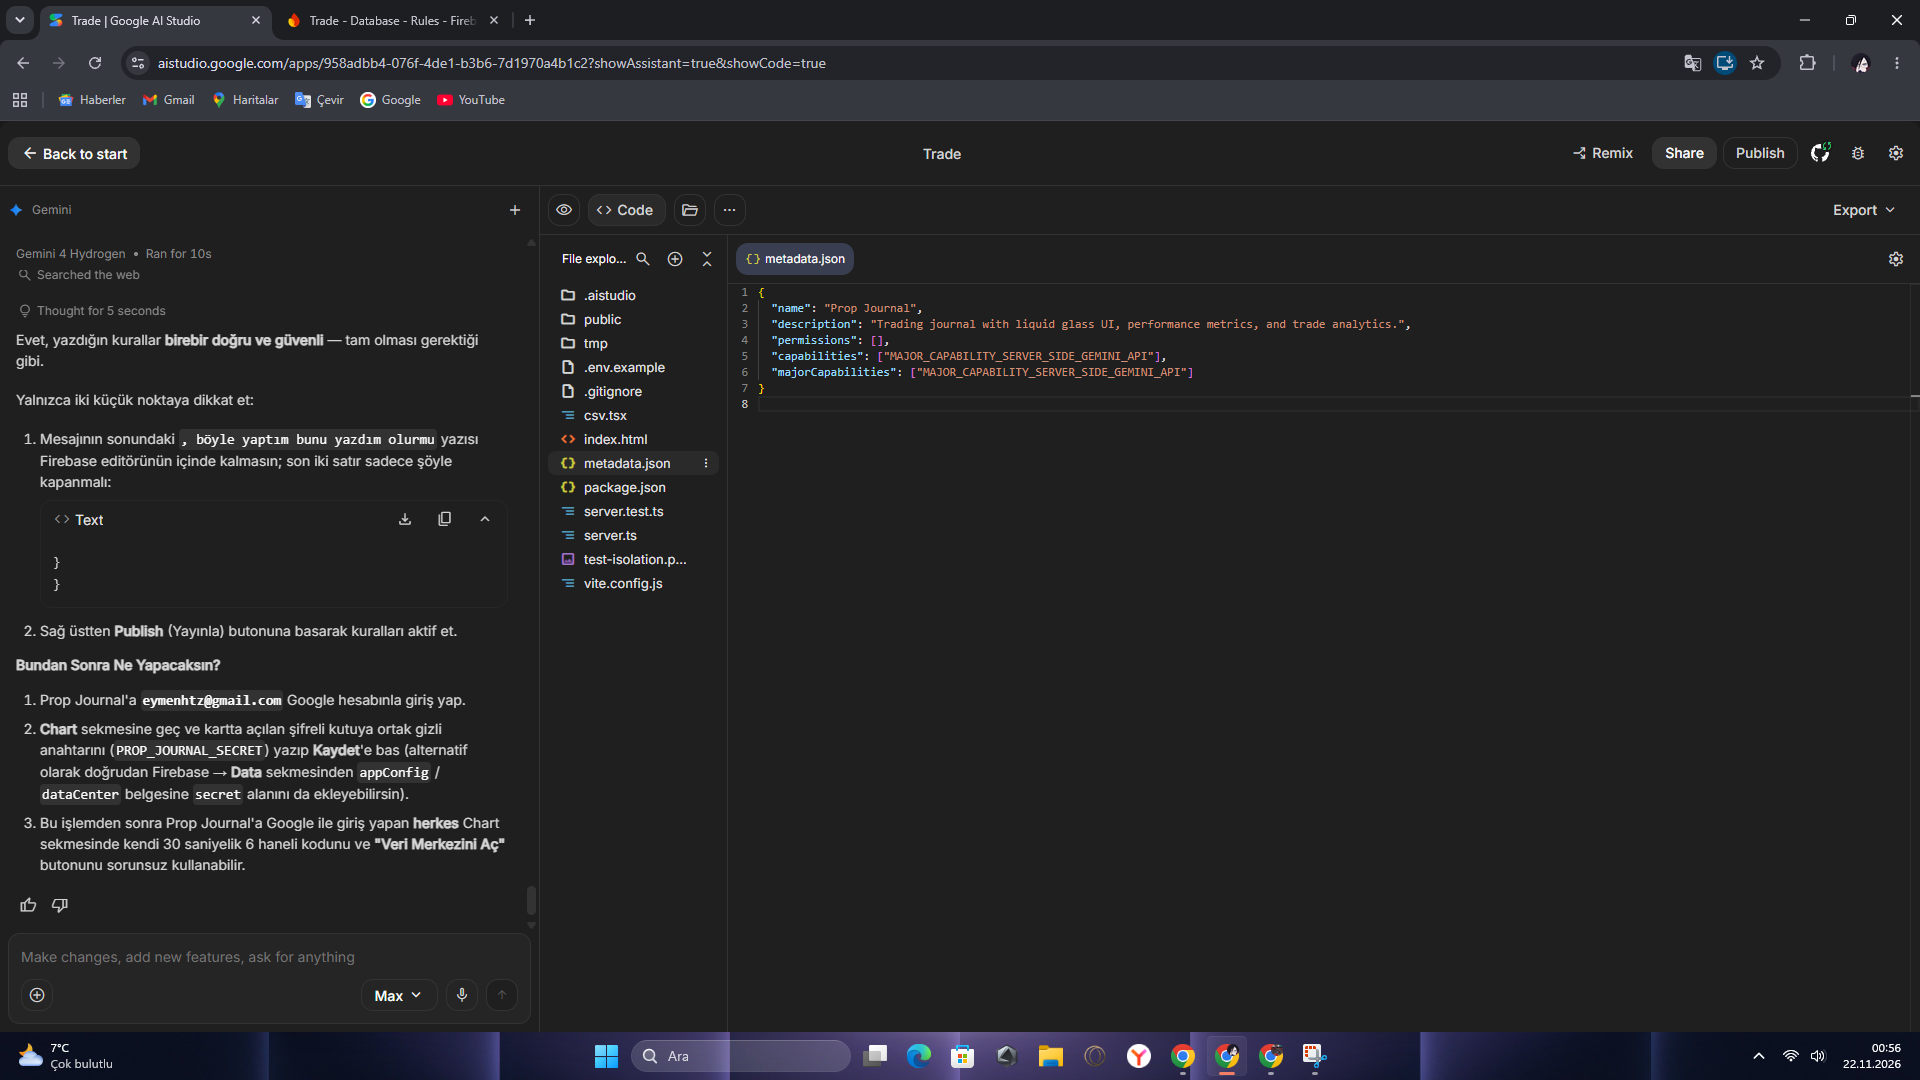 Trade | Google AI Studio
Trade - Database - Rules - Fireb
aistudio.google.com/apps/958adbb4-076f-4de1-b3b6-7d1970a4b1c2?showAssistant=true&showCode=true
Haberler
Gmail
Haritalar
Çevir
Google
YouTube
Back to start
Trade
Remix
Share
Publish
Gemini
Code
Export
Gemini 4 Hydrogen • Ran for 10s
Searched the web
Thought for 5 seconds
Evet, yazdığın kurallar birebir doğru ve güvenli — tam olması gerektiği
gibi.
Yalnızca iki küçük noktaya dikkat et:
1. Mesajının sonundaki , böyle yaptım bunu yazdım olurmu yazısı
Firebase editörünün içinde kalmasın; son iki satır sadece şöyle
kapanmalı:
Text
}
}
2. Sağ üstten Publish (Yayınla) butonuna basarak kuralları aktif et.
Bundan Sonra Ne Yapacaksın?
1. Prop Journal'a eymenhtz@gmail.com Google hesabınla giriş yap.
2. Chart sekmesine geç ve kartta açılan şifreli kutuya ortak gizli
anahtarını (PROP_JOURNAL_SECRET) yazıp Kaydet'e bas (alternatif
olarak doğrudan Firebase → Data sekmesinden appConfig /
dataCenter belgesine secret alanını da ekleyebilirsin).
3. Bu işlemden sonra Prop Journal'a Google ile giriş yapan herkes Chart
sekmesinde kendi 30 saniyelik 6 haneli kodunu ve "Veri Merkezini Aç"
butonunu sorunsuz kullanabilir.
Make changes, add new features, ask for anything
Max
File explo...
.aistudio
public
tmp
.env.example
.gitignore
csv.tsx
index.html
metadata.json
package.json
server.test.ts
server.ts
test-isolation.p...
vite.config.js
{} metadata.json
1 {
2 "name": "Prop Journal",
3 "description": "Trading journal with liquid glass UI, performance metrics, and trade analytics.",
4 "permissions": [],
5 "capabilities": ["MAJOR_CAPABILITY_SERVER_SIDE_GEMINI_API"],
6 "majorCapabilities": ["MAJOR_CAPABILITY_SERVER_SIDE_GEMINI_API"]
7 }
8
7°C
Çok bulutlu
Ara
00:56
22.11.2026